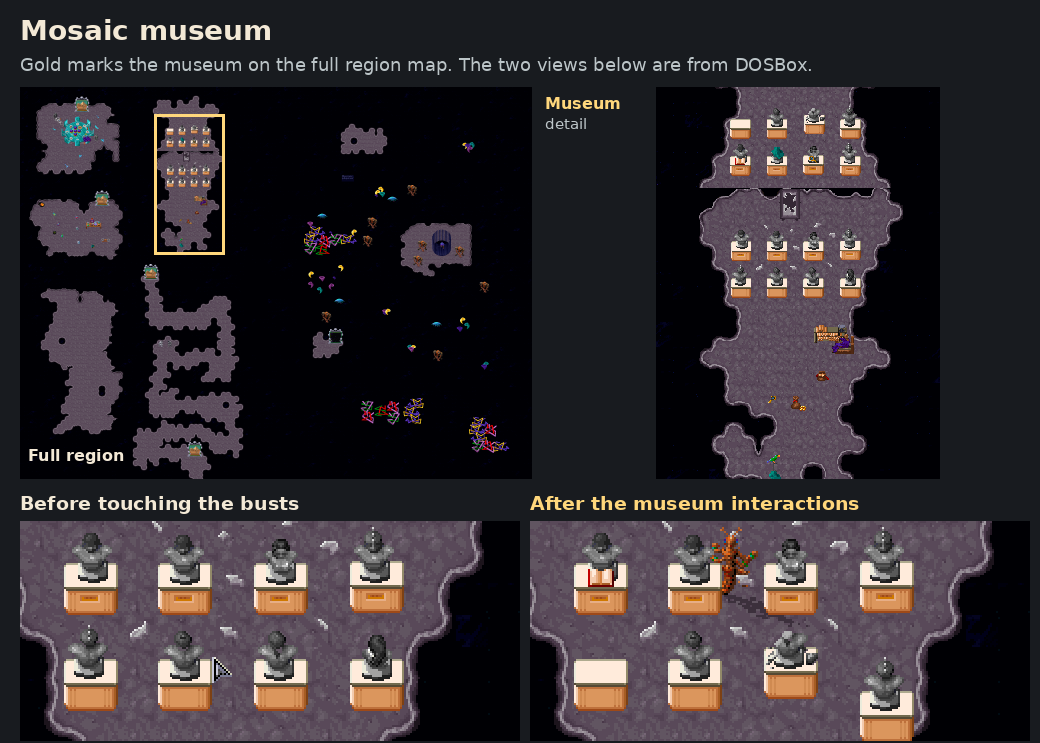 Mosaic museum
Gold marks the museum on the full region map. The two views below are from DOSBox.
Museum
detail
Full region
Before touching the busts
After the museum interactions